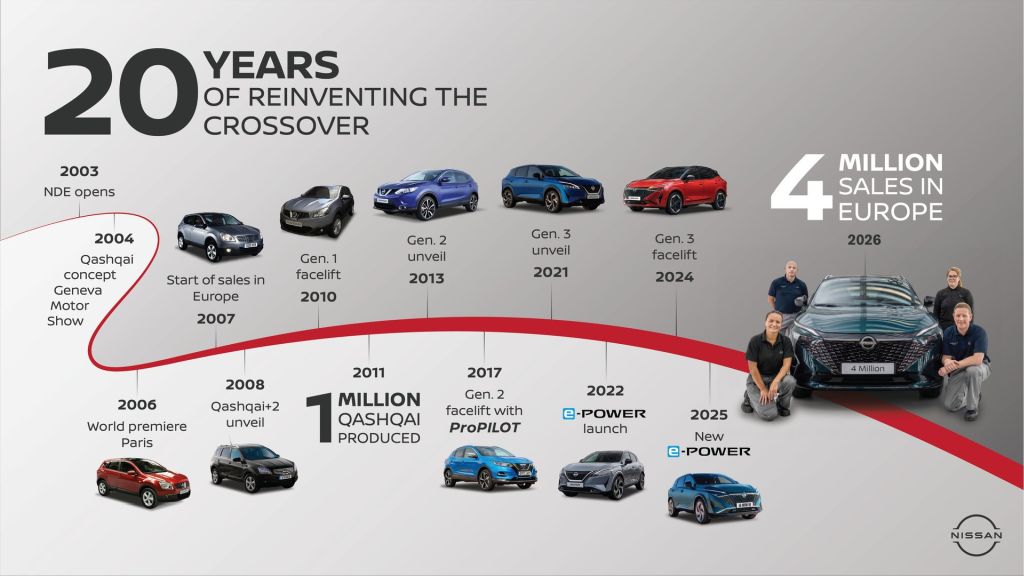 20 YEARS
OF REINVENTING THE
CROSSOVER
2003
NDE opens
2004
Qashqai
concept
Geneva
Motor
Show
2006
World premiere
Paris
Start of sales in
Europe
2007
2008
Qashqai+2
unveil
Gen. 1
facelift
2010
2011
1 MILLION
QASHQAI
PRODUCED
Gen. 2
unveil
2013
2017
Gen. 2
facelift with
ProPILOT
Gen. 3
unveil
2021
2022
e-POWER
launch
Gen. 3
facelift
2024
2025
New
e-POWER
4 MILLION
SALES IN
EUROPE
2026
4 Million
NISSAN